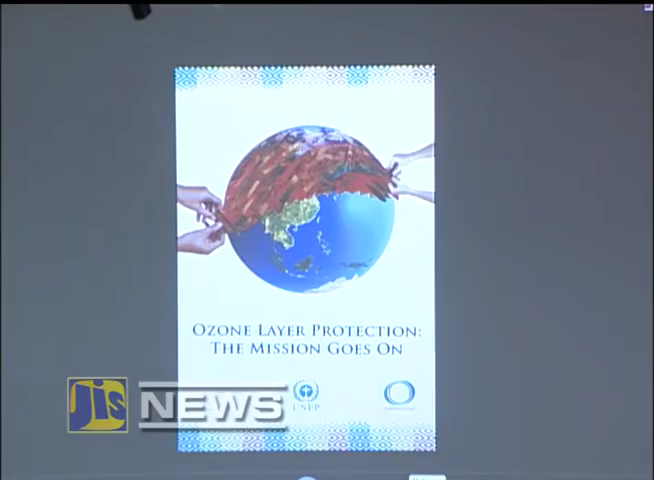 OZONE LAYER PROTECTION:
THE MISSION GOES ON
JIS NEWS
UNEP